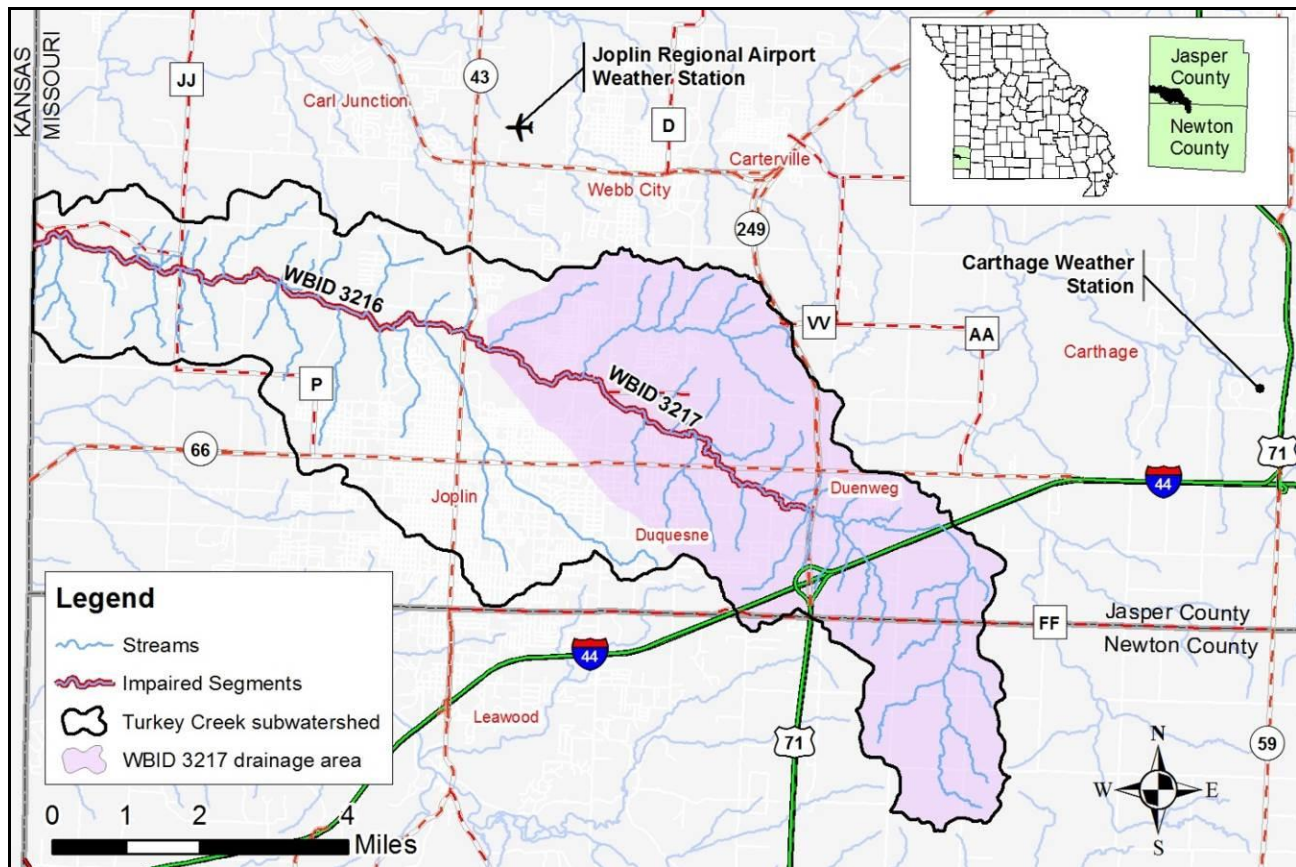 KANSAS
MISSOURI
JJ
43
Joplin Regional Airport
Weather Station
Carl Junction
D
Carterville
Webb City
249
Jasper
County
Newton
County
Carthage Weather
Station
WBID 3216
VV
AA
Carthage
P
WBID 3217
66
71
44
Joplin
Duenweg
Duquesne
Jasper County
FF
Newton County
44
Leawood
71
59
Legend
Streams
Impaired Segments
Turkey Creek subwatershed
WBID 3217 drainage area
0 1 2 4
Miles
N
W E
S